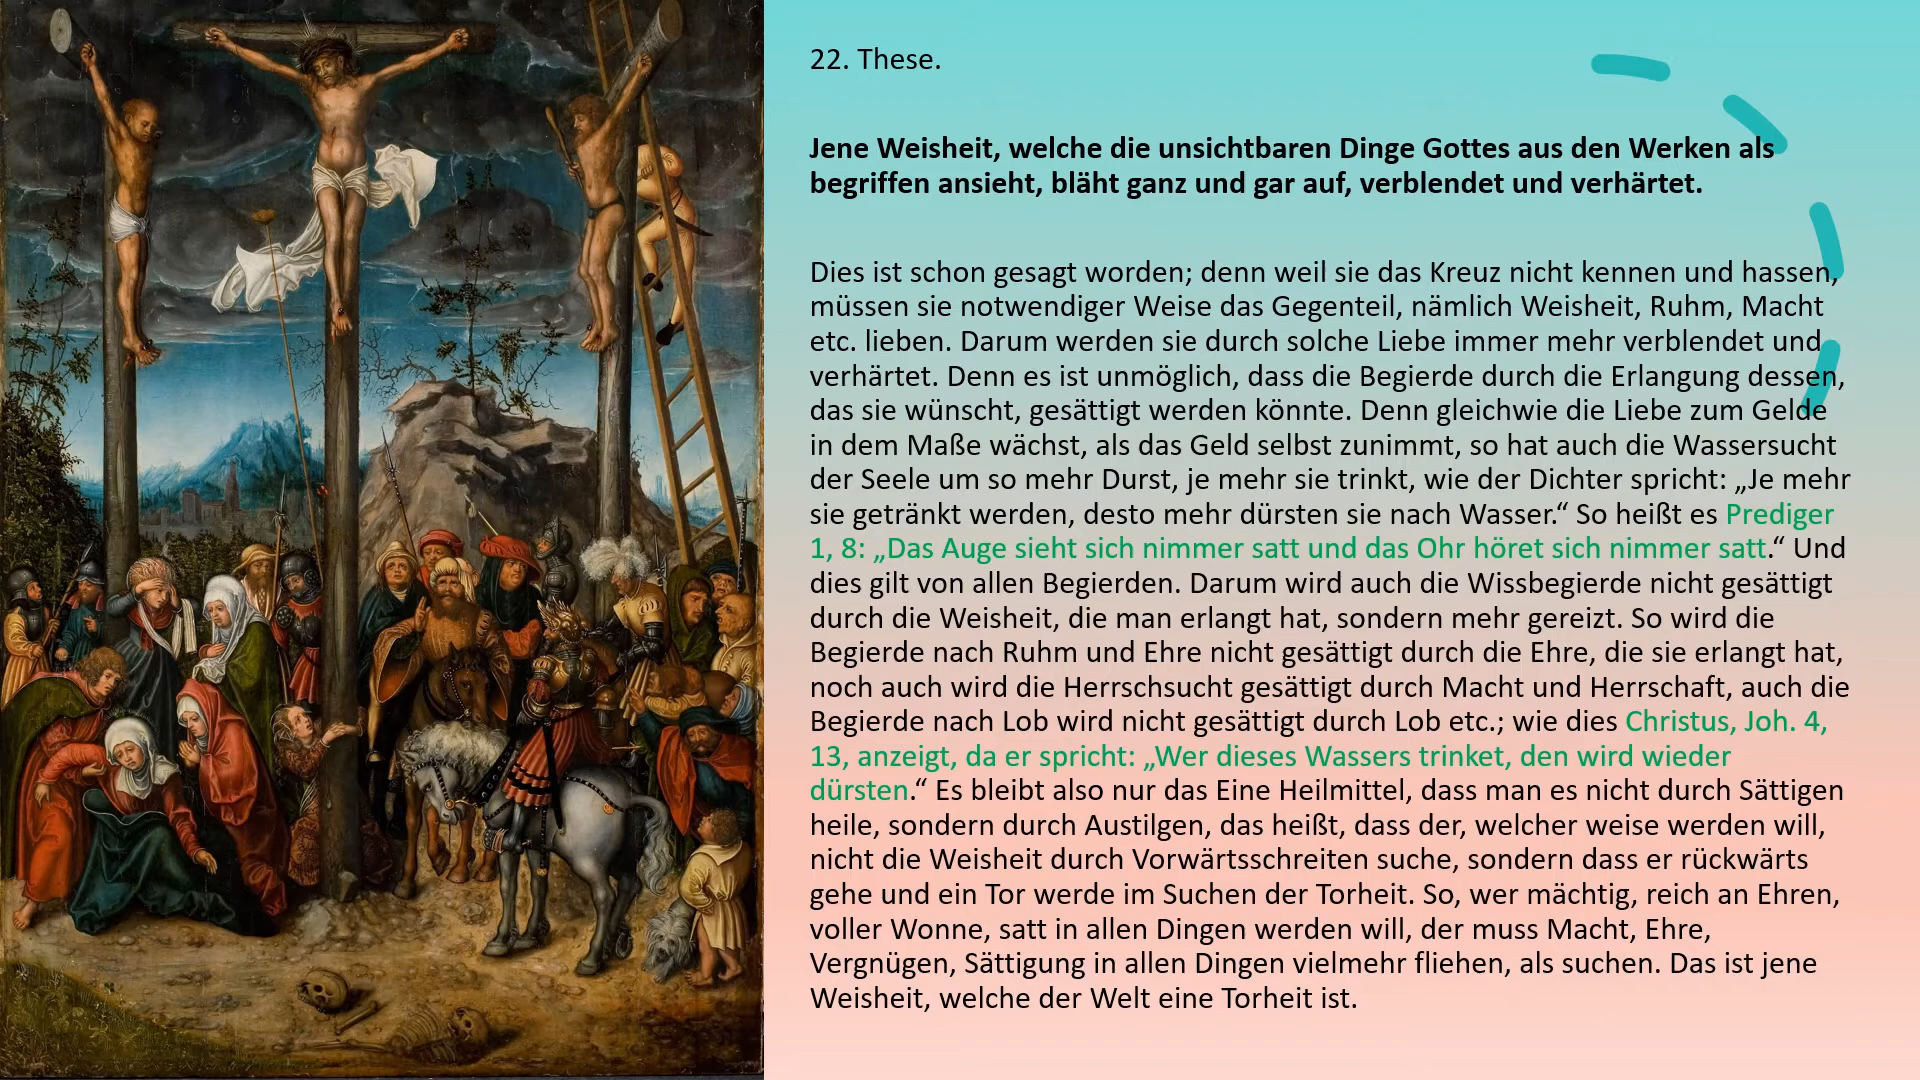 22. These.
Jene Weisheit, welche die unsichtbaren Dinge Gottes aus den Werken als
begriffen ansieht, bläht ganz und gar auf, verblendet und verhärtet.
Dies ist schon gesagt worden; denn weil sie das Kreuz nicht kennen und hassen,
müssen sie notwendiger Weise das Gegenteil, nämlich Weisheit, Ruhm, Macht
etc. lieben. Darum werden sie durch solche Liebe immer mehr verblendet und
verhärtet. Denn es ist unmöglich, dass die Begierde durch die Erlangung dessen,
das sie wünscht, gesättigt werden könnte. Denn gleichwie die Liebe zum Gelde
in dem Maße wächst, als das Geld selbst zunimmt, so hat auch die Wassersucht
der Seele um so mehr Durst, je mehr sie trinkt, wie der Dichter spricht: „Je mehr
sie getränkt werden, desto mehr dürsten sie nach Wasser.“ So heißt es Prediger
1, 8: „Das Auge sieht sich nimmer satt und das Ohr höret sich nimmer satt.“ Und
dies gilt von allen Begierden. Darum wird auch die Wissbegierde nicht gesättigt
durch die Weisheit, die man erlangt hat, sondern mehr gereizt. So wird die
Begierde nach Ruhm und Ehre nicht gesättigt durch die Ehre, die sie erlangt hat,
noch auch wird die Herrschsucht gesättigt durch Macht und Herrschaft, auch die
Begierde nach Lob wird nicht gesättigt durch Lob etc.; wie dies Christus, Joh. 4,
13, anzeigt, da er spricht: „Wer dieses Wassers trinket, den wird wieder
dürsten.“ Es bleibt also nur das Eine Heilmittel, dass man es nicht durch Sättigen
heile, sondern durch Austilgen, das heißt, dass der, welcher weise werden will,
nicht die Weisheit durch Vorwärtsschreiten suche, sondern dass er rückwärts
gehe und ein Tor werde im Suchen der Torheit. So, wer mächtig, reich an Ehren,
voller Wonne, satt in allen Dingen werden will, der muss Macht, Ehre,
Vergnügen, Sättigung in allen Dingen vielmehr fliehen, als suchen. Das ist jene
Weisheit, welche der Welt eine Torheit ist.